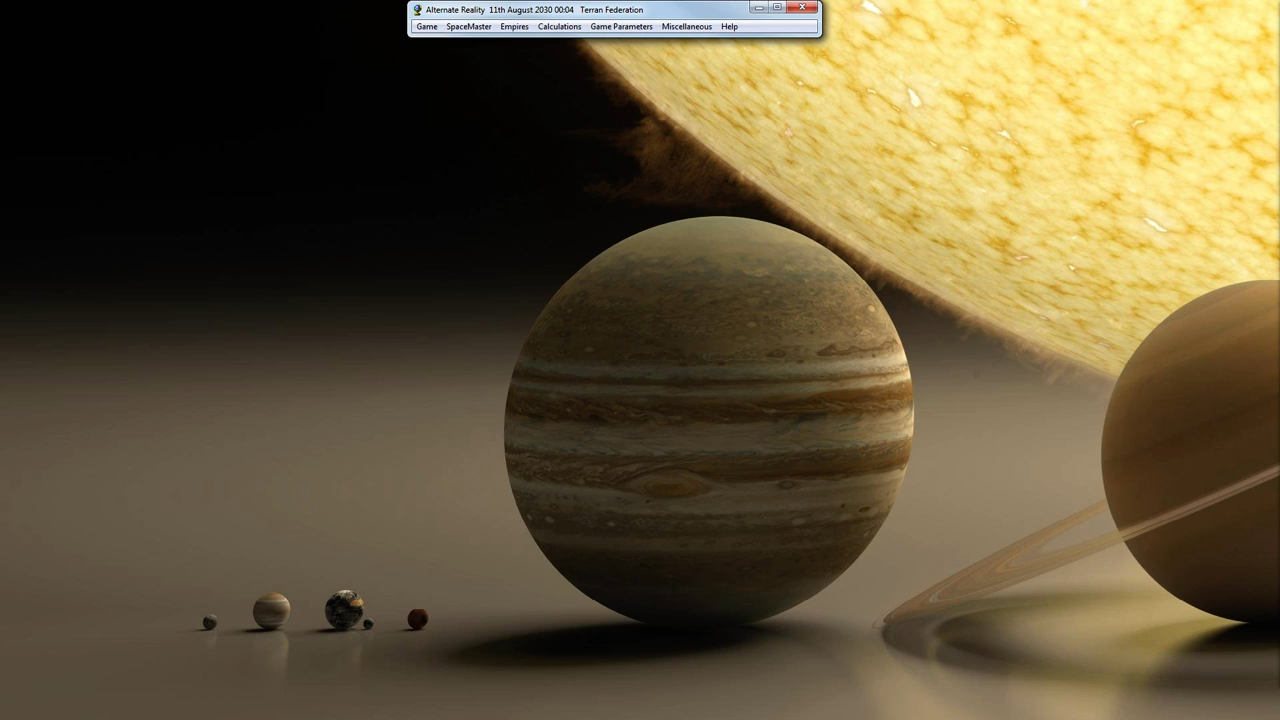 Alternate Reality  11th August 2030 00:04  Terran Federation
Game SpaceMaster Empires Calculations Game Parameters Miscellaneous Help